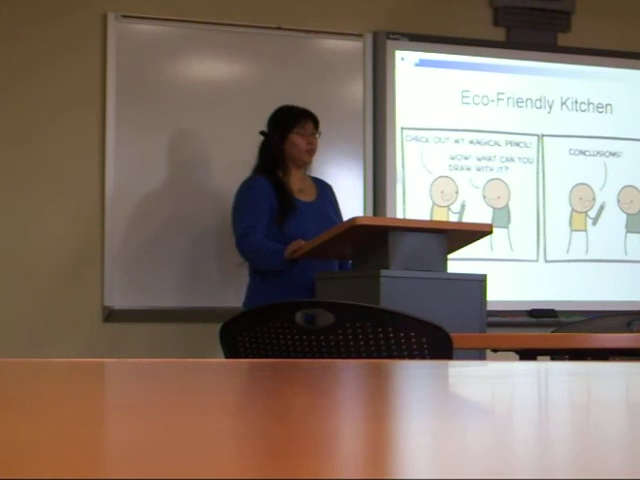 Eco-Friendly Kitchen
CHECK OUT MY MAGICAL PENCIL!
WOW! WHAT CAN YOU
DRAW WITH IT?
CONCLUSIONS!